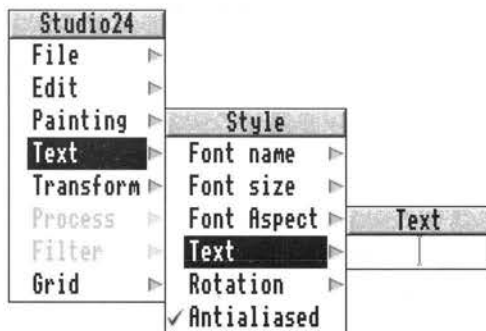 Studio24
File
Edit
Painting
Text
Transform
Process
Filter
Grid
Style
Font name
Font size
Font Aspect
Text
Rotation
✓Antialiased
Text